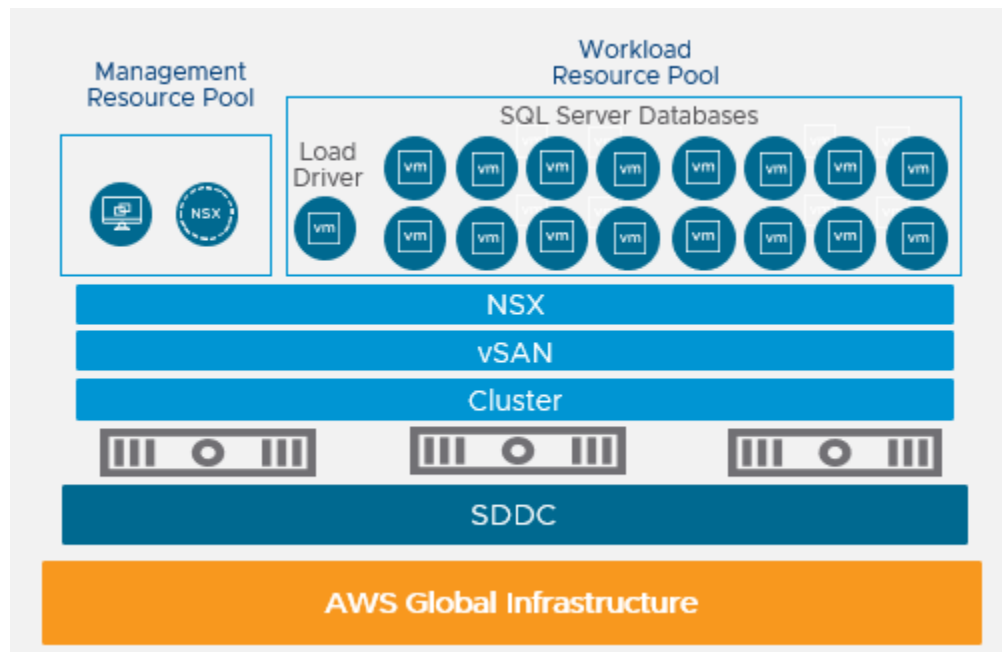 Management
Resource Pool
Workload
Resource Pool
SQL Server Databases
Load
Driver
vm vm vm vm vm vm vm vm
NSX
vm
vm vm vm vm vm vm vm vm
NSX
vSAN
Cluster
SDDC
AWS Global Infrastructure